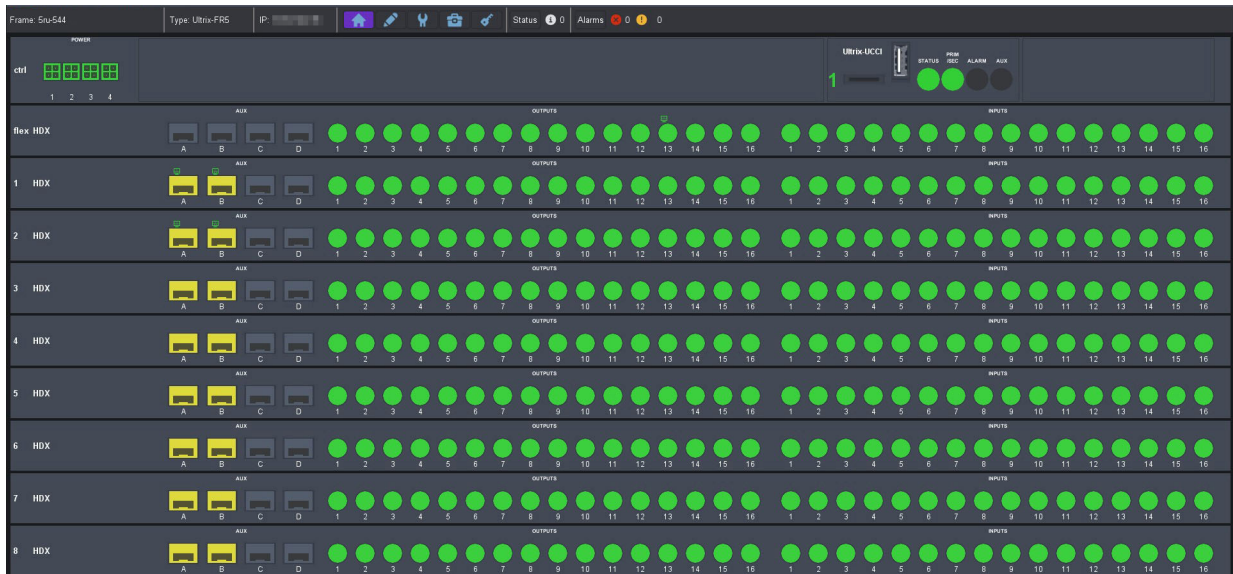 Frame: 5ru-544 Type: Ultrix-FR5 IP: Status 0 Alarms 0 0
POWER
ctrl
1 2 3 4
Ultrix-UCCI
1
STATUS PRIM /SEC ALARM AUX
AUX OUTPUTS INPUTS
flex HDX
A B C D 1 2 3 4 5 6 7 8 9 10 11 12 13 14 15 16 1 2 3 4 5 6 7 8 9 10 11 12 13 14 15 16
AUX OUTPUTS INPUTS
1 HDX
A B C D 1 2 3 4 5 6 7 8 9 10 11 12 13 14 15 16 1 2 3 4 5 6 7 8 9 10 11 12 13 14 15 16
AUX OUTPUTS INPUTS
2 HDX
A B C D 1 2 3 4 5 6 7 8 9 10 11 12 13 14 15 16 1 2 3 4 5 6 7 8 9 10 11 12 13 14 15 16
AUX OUTPUTS INPUTS
3 HDX
A B C D 1 2 3 4 5 6 7 8 9 10 11 12 13 14 15 16 1 2 3 4 5 6 7 8 9 10 11 12 13 14 15 16
AUX OUTPUTS INPUTS
4 HDX
A B C D 1 2 3 4 5 6 7 8 9 10 11 12 13 14 15 16 1 2 3 4 5 6 7 8 9 10 11 12 13 14 15 16
AUX OUTPUTS INPUTS
5 HDX
A B C D 1 2 3 4 5 6 7 8 9 10 11 12 13 14 15 16 1 2 3 4 5 6 7 8 9 10 11 12 13 14 15 16
AUX OUTPUTS INPUTS
6 HDX
A B C D 1 2 3 4 5 6 7 8 9 10 11 12 13 14 15 16 1 2 3 4 5 6 7 8 9 10 11 12 13 14 15 16
AUX OUTPUTS INPUTS
7 HDX
A B C D 1 2 3 4 5 6 7 8 9 10 11 12 13 14 15 16 1 2 3 4 5 6 7 8 9 10 11 12 13 14 15 16
AUX OUTPUTS INPUTS
8 HDX
A B C D 1 2 3 4 5 6 7 8 9 10 11 12 13 14 15 16 1 2 3 4 5 6 7 8 9 10 11 12 13 14 15 16